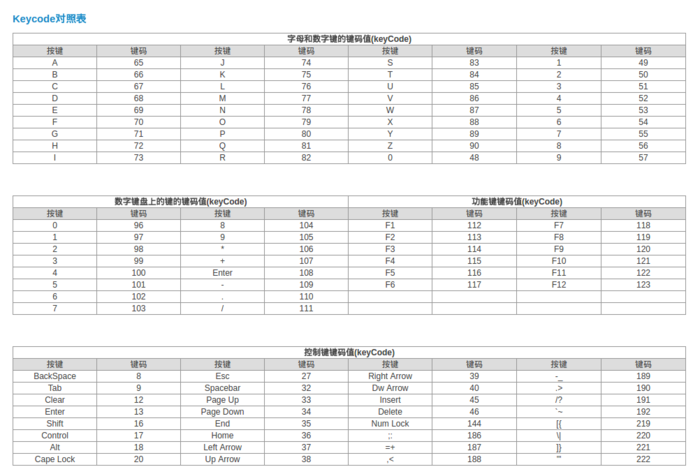 Keycode对照表
字母和数字键的键码值(keyCode)
按键 键码 按键 键码 按键 键码 按键 键码
A 65 J 74 S 83 1 49
B 66 K 75 T 84 2 50
C 67 L 76 U 85 3 51
D 68 M 77 V 86 4 52
E 69 N 78 W 87 5 53
F 70 O 79 X 88 6 54
G 71 P 80 Y 89 7 55
H 72 Q 81 Z 90 8 56
I 73 R 82 0 48 9 57
数字键盘上的键的键码值(keyCode) 功能键键码值(keyCode)
按键 键码 按键 键码 按键 键码 按键 键码
0 96 8 104 F1 112 F7 118
1 97 9 105 F2 113 F8 119
2 98 * 106 F3 114 F9 120
3 99 + 107 F4 115 F10 121
4 100 Enter 108 F5 116 F11 122
5 101 - 109 F6 117 F12 123
6 102 . 110
7 103 / 111
控制键键码值(keyCode)
按键 键码 按键 键码 按键 键码 按键 键码
BackSpace 8 Esc 27 Right Arrow 39 -_ 189
Tab 9 Spacebar 32 Dw Arrow 40 .> 190
Clear 12 Page Up 33 Insert 45 /? 191
Enter 13 Page Down 34 Delete 46 `~ 192
Shift 16 End 35 Num Lock 144 [{ 219
Control 17 Home 36 ;: 186 \| 220
Alt 18 Left Arrow 37 =+ 187 ]} 221
Cape Lock 20 Up Arrow 38 ,< 188 '" 222